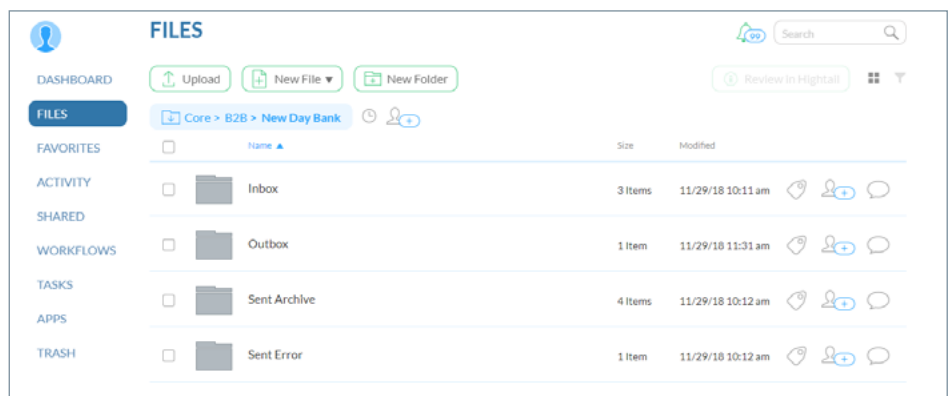 FILES
99
Search
DASHBOARD
Upload
New File ▼
New Folder
Review in Hightail
FILES
Core > B2B > New Day Bank
FAVORITES
Name ▲ Size Modified
ACTIVITY
Inbox 3 Items 11/29/18 10:11 am
SHARED
WORKFLOWS
Outbox 1 Item 11/29/18 11:31 am
TASKS
Sent Archive 4 Items 11/29/18 10:12 am
APPS
TRASH
Sent Error 1 Item 11/29/18 10:12 am